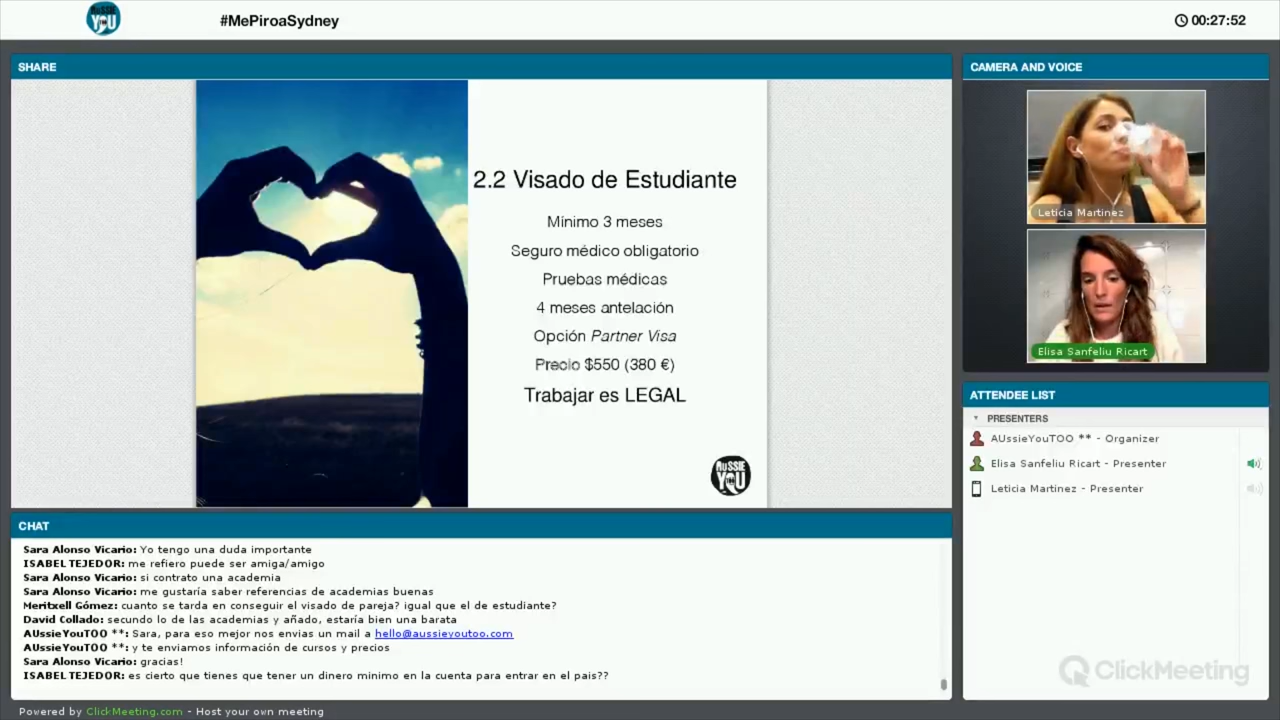 AUSSIE
YOU
TOO
#MePiroaSydney
00:27:52
SHARE
2.2 Visado de Estudiante
Mínimo 3 meses
Seguro médico obligatorio
Pruebas médicas
4 meses antelación
Opción Partner Visa
Precio $550 (380 €)
Trabajar es LEGAL
AUSSIE
YOU
TOO
CAMERA AND VOICE
Leticia Martinez
Elisa Sanfeliu Ricart
ATTENDEE LIST
PRESENTERS
AUssieYouTOO ** - Organizer
Elisa Sanfeliu Ricart - Presenter
Leticia Martinez - Presenter
CHAT
Sara Alonso Vicario: Yo tengo una duda importante
ISABEL TEJEDOR: me refiero puede ser amiga/amigo
Sara Alonso Vicario: si contrato una academia
Sara Alonso Vicario: me gustaría saber referencias de academias buenas
Meritxell Gómez: cuanto se tarda en conseguir el visado de pareja? igual que el de estudiante?
David Collado: secundo lo de las academias y añado, estaría bien una barata
AUssieYouTOO **: Sara, para eso mejor nos envias un mail a hello@aussieyoutoo.com
AUssieYouTOO **: y te enviamos información de cursos y precios
Sara Alonso Vicario: gracias!
ISABEL TEJEDOR: es cierto que tienes que tener un dinero minimo en la cuenta para entrar en el pais??
ClickMeeting
Powered by ClickMeeting.com - Host your own meeting